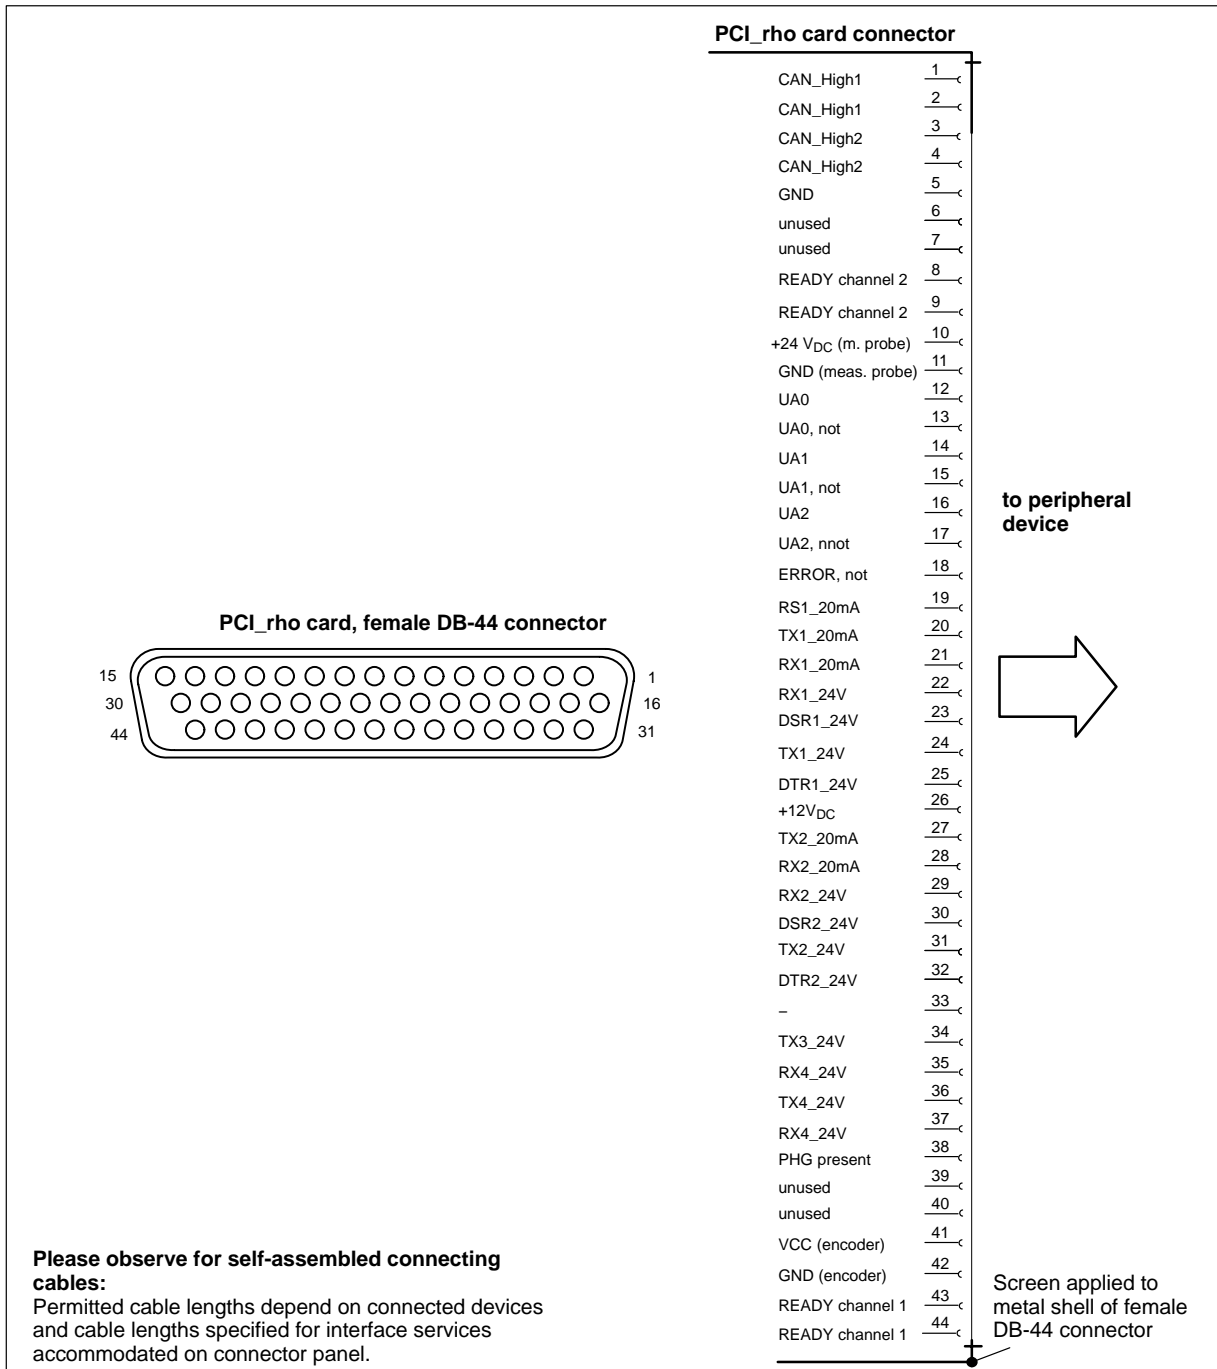 PCI_rho card connector
CAN_High1 1
CAN_High1 2
CAN_High2 3
CAN_High2 4
GND 5
unused 6
unused 7
READY channel 2 8
READY channel 2 9
+24 VDC (m. probe) 10
GND (meas. probe) 11
UA0 12
UA0, not 13
UA1 14
UA1, not 15
UA2 16
UA2, nnot 17
ERROR, not 18
RS1_20mA 19
TX1_20mA 20
RX1_20mA 21
RX1_24V 22
DSR1_24V 23
TX1_24V 24
DTR1_24V 25
+12VDC 26
TX2_20mA 27
RX2_20mA 28
RX2_24V 29
DSR2_24V 30
TX2_24V 31
DTR2_24V 32
– 33
TX3_24V 34
RX4_24V 35
TX4_24V 36
RX4_24V 37
PHG present 38
unused 39
unused 40
VCC (encoder) 41
GND (encoder) 42
READY channel 1 43
READY channel 1 44
to peripheral
device
PCI_rho card, female DB-44 connector
15 1
30 16
44 31
Please observe for self-assembled connecting
cables:
Permitted cable lengths depend on connected devices
and cable lengths specified for interface services
accommodated on connector panel.
Screen applied to
metal shell of female
DB-44 connector